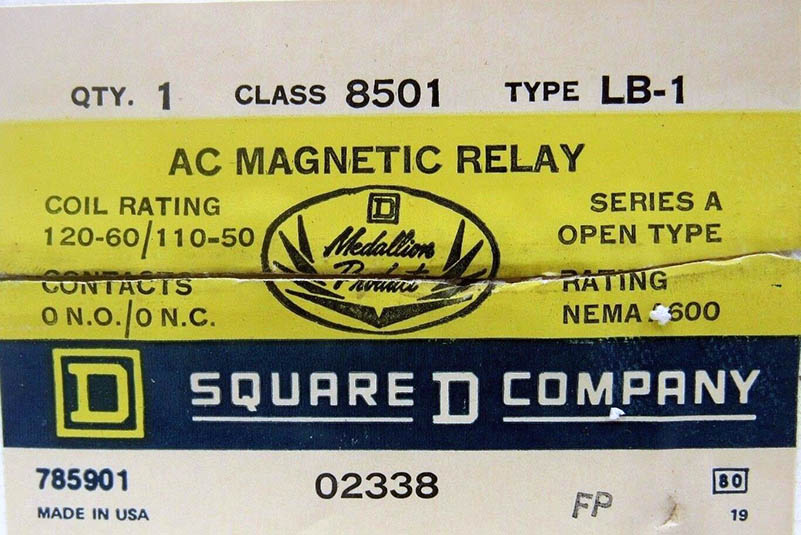 QTY. 1 CLASS 8501 TYPE LB-1
AC MAGNETIC RELAY
COIL RATING
120-60/110-50
CONTACTS
0 N.O./0 N.C.
D
Medallion
Product
SERIES A
OPEN TYPE
RATING
NEMA 600
D SQUARE D COMPANY
785901
MADE IN USA
02338
FP
80
19